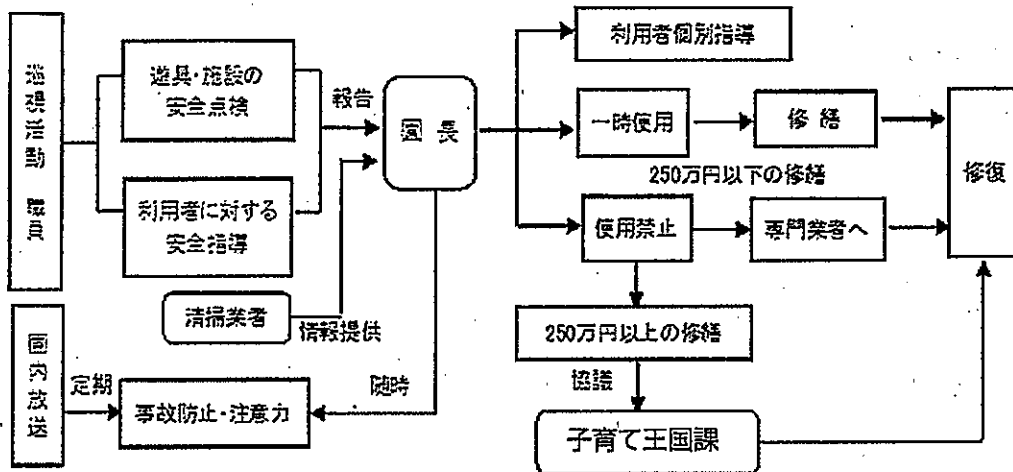 巡視活動 職員
遊具・施設の
安全点検
利用者に対する
安全指導
報告
園長
清掃業者
情報提供
園内放送
定期
事故防止・注意力
随時
利用者個別指導
一時使用
修繕
250万円以下の修繕
使用禁止
専門業者へ
修復
250万円以上の修繕
協議
子育て王国課